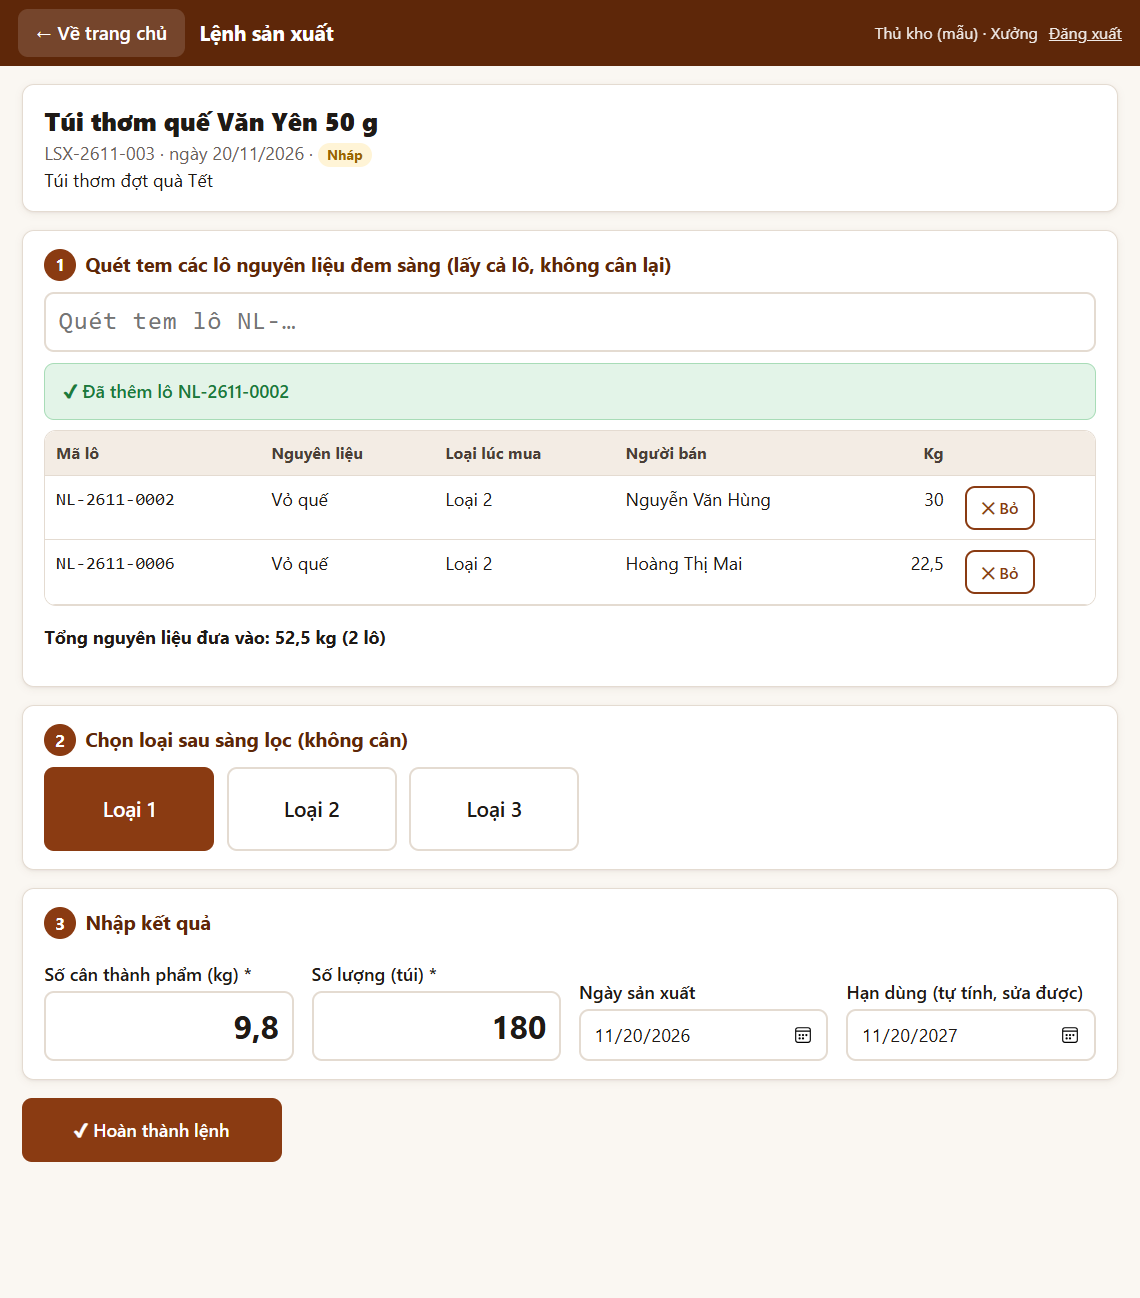 ← Về trang chủ
Lệnh sản xuất
Thủ kho (mẫu) · Xưởng Đăng xuất
Túi thơm quế Văn Yên 50 g
LSX-2611-003 · ngày 20/11/2026 · Nháp
Túi thơm đợt quà Tết
1 Quét tem các lô nguyên liệu đem sàng (lấy cả lô, không cân lại)
Quét tem lô NL-…
✓ Đã thêm lô NL-2611-0002
Mã lô Nguyên liệu Loại lúc mua Người bán Kg
NL-2611-0002 Vỏ quế Loại 2 Nguyễn Văn Hùng 30 ✕ Bỏ
NL-2611-0006 Vỏ quế Loại 2 Hoàng Thị Mai 22,5 ✕ Bỏ
Tổng nguyên liệu đưa vào: 52,5 kg (2 lô)
2 Chọn loại sau sàng lọc (không cân)
Loại 1 Loại 2 Loại 3
3 Nhập kết quả
Số cân thành phẩm (kg) * Số lượng (túi) * Ngày sản xuất Hạn dùng (tự tính, sửa được)
9,8 180 11/20/2026 11/20/2027
✓ Hoàn thành lệnh